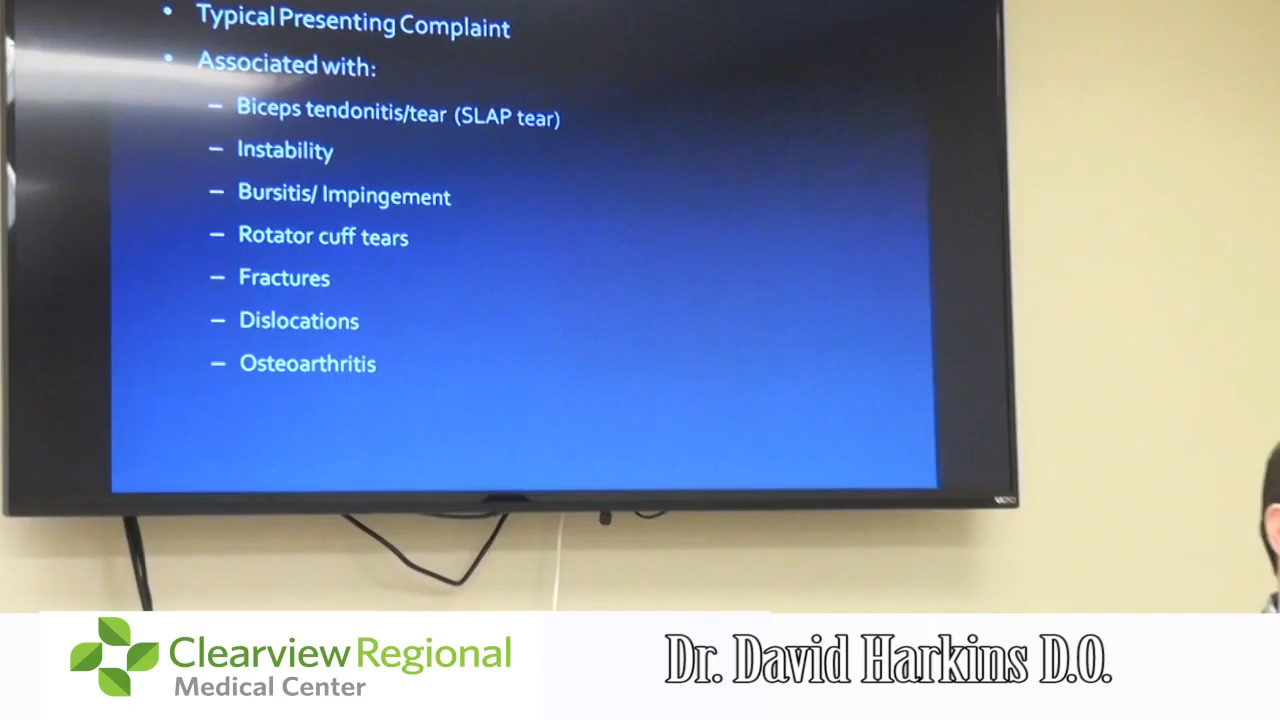 • Typical Presenting Complaint
• Associated with:
– Biceps tendonitis/tear (SLAP tear)
– Instability
– Bursitis/ Impingement
– Rotator cuff tears
– Fractures
– Dislocations
– Osteoarthritis
VIZIO
Clearview Regional
Medical Center
Dr. David Harkins D.O.